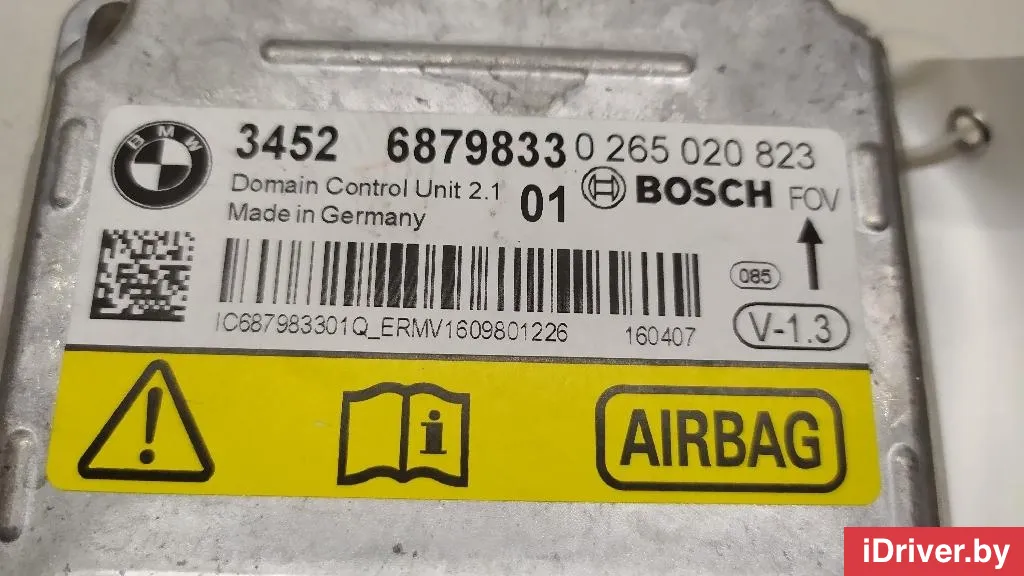 BMW
3452 6879833 0 265 020 823
Domain Control Unit 2.1 01 BOSCH FOV
Made in Germany
085
IC687983301Q_ERMV1609801226 160407 V-1.3
i AIRBAG
iDriver.by